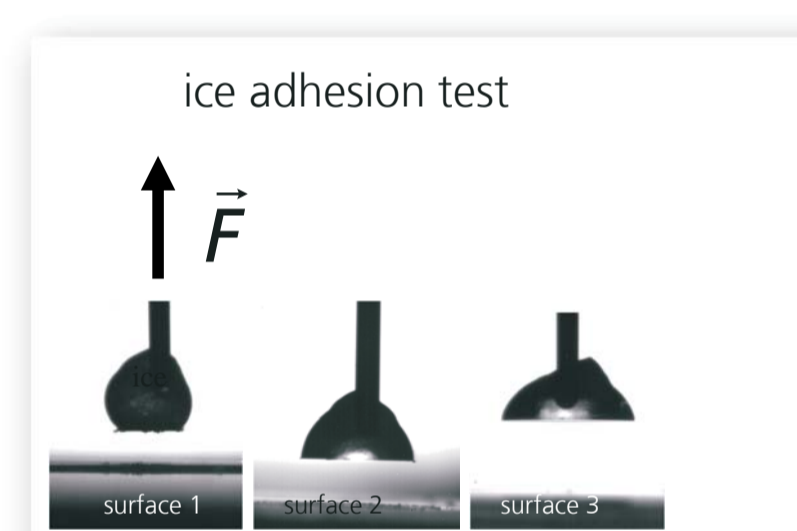 ice adhesion test
F
ice
surface 1
surface 2
surface 3